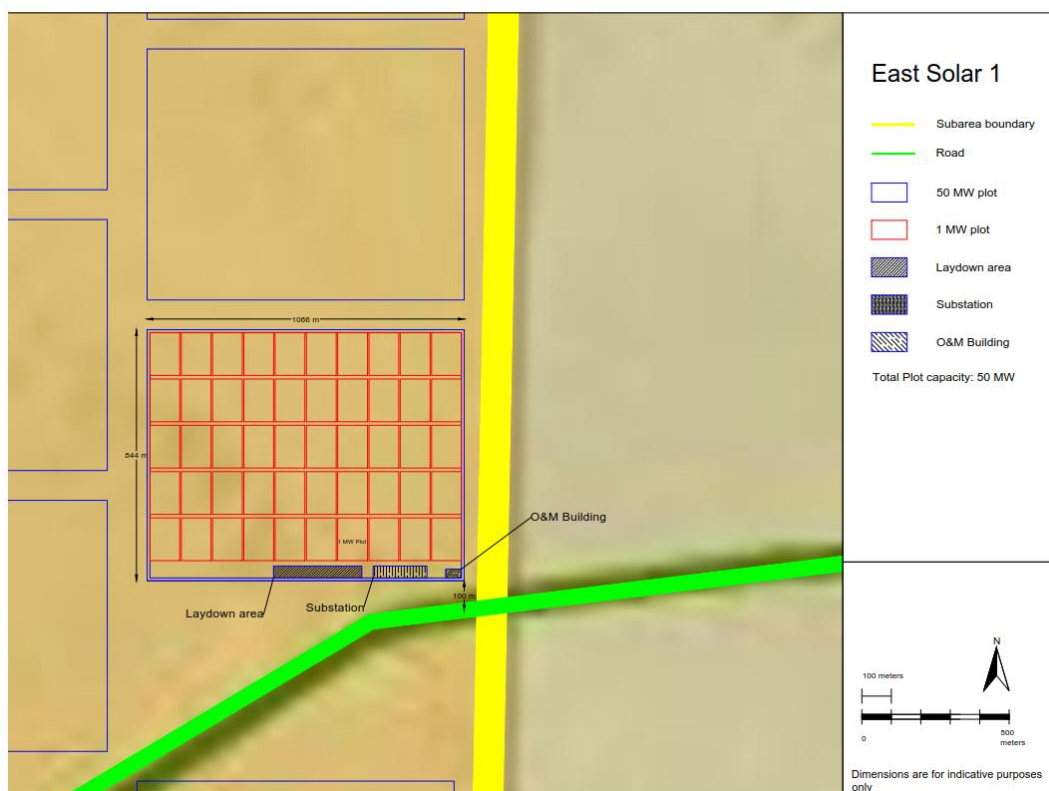 East Solar 1
Subarea boundary
Road
50 MW plot
1 MW plot
Laydown area
Substation
O&M Building
Total Plot capacity: 50 MW
1066 m
544 m
1 MW Plot
O&M Building
Laydown area
Substation
100 m
N
100 meters
0
500
meters
Dimensions are for indicative purposes
only